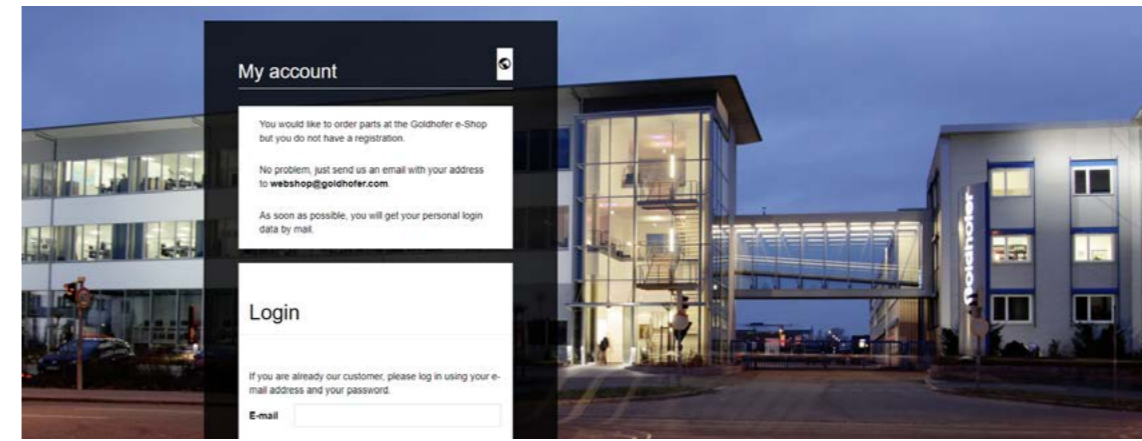 My account
You would like to order parts at the Goldhofer e-Shop
but you do not have a registration.
No problem, just send us an email with your address
to webshop@goldhofer.com.
As soon as possible, you will get your personal login
data by mail.
Goldhofer
Login
If you are already our customer, please log in using your e-
mail address and your password.
E-mail